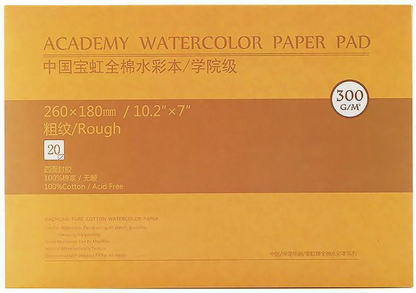 ACADEMY WATERCOLOR PAPER PAD
中国宝虹全棉水彩本/学院级
260×180mm / 10.2"×7"
粗纹/Rough
300
G/M²
20
四面封胶
100%棉浆 / 无酸
100%Cotton / Acid Free
BAOHONG PURE COTTON WATERCOLOR PAPER